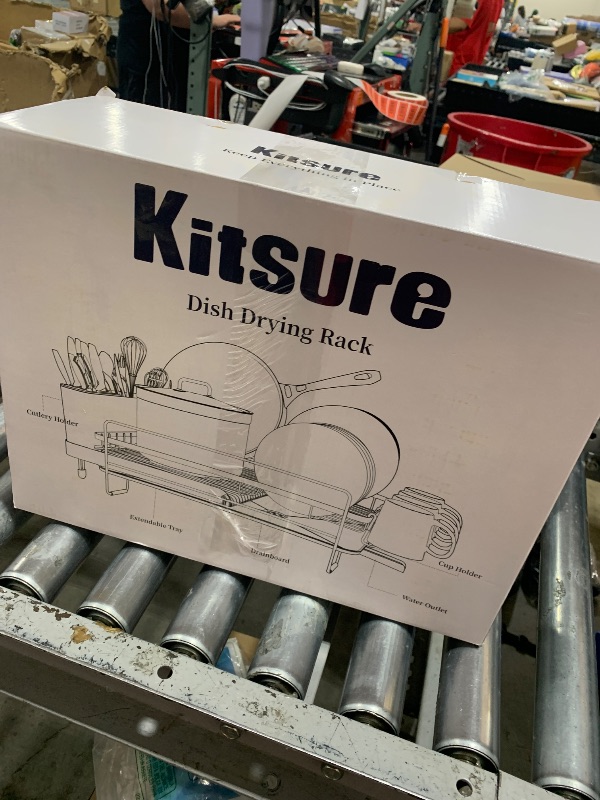 Kitsure
Keep Everything in Place
Kitsure
Dish Drying Rack
Cutlery Holder
Extendable Tray
Drainboard
Cup Holder
Water Outlet